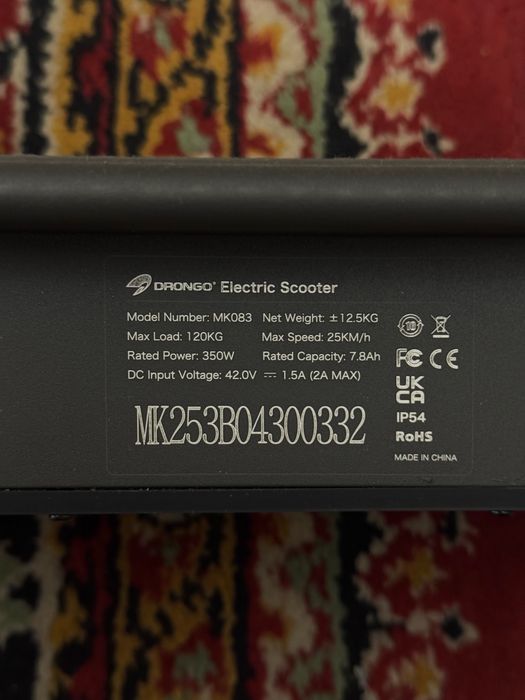 DRONGO® Electric Scooter
Model Number: MK083 Net Weight: ±12.5KG
Max Load: 120KG Max Speed: 25KM/h
Rated Power: 350W Rated Capacity: 7.8Ah
DC Input Voltage: 42.0V ⎓ 1.5A (2A MAX)
MK253B04300332
10
FC CE
UK
CA
IP54
RoHS
MADE IN CHINA